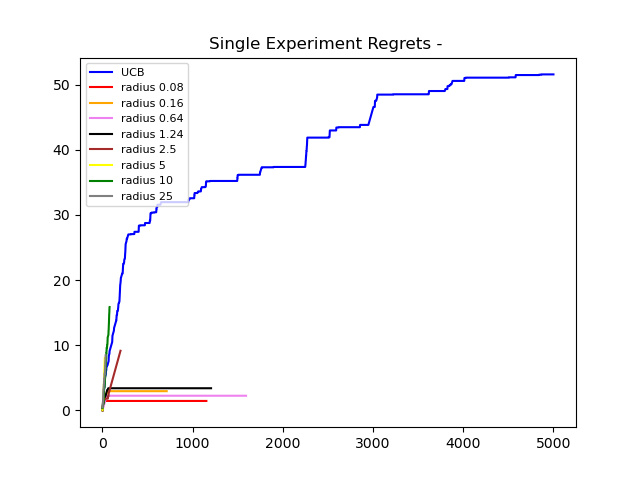 Single Experiment Regrets -
50
40
30
20
10
0
UCB
radius 0.08
radius 0.16
radius 0.64
radius 1.24
radius 2.5
radius 5
radius 10
radius 25
0 1000 2000 3000 4000 5000